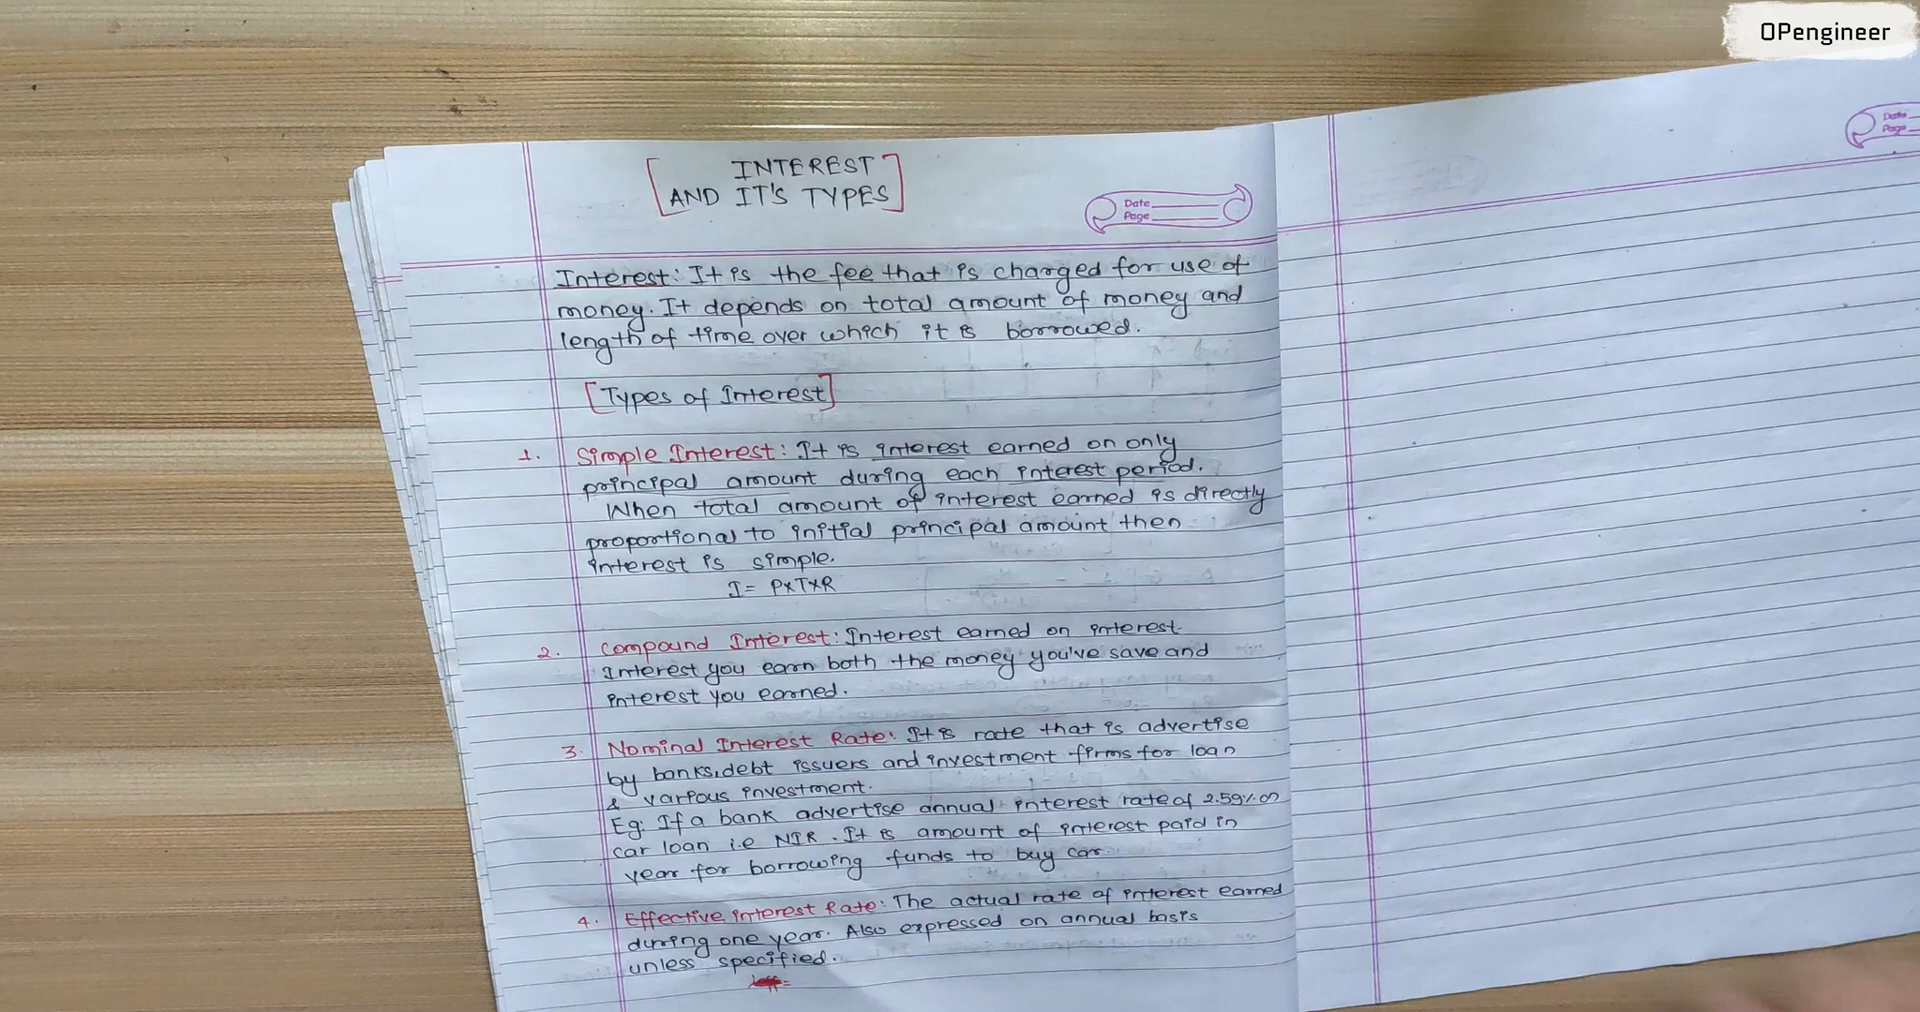 OPengineer
INTEREST
AND IT'S TYPES
Date
Page
Date
Page
Interest: It is the fee that is charged for use of
money. It depends on total amount of money and
length of time over which it is borrowed.
[Types of Interest]
1. Simple Interest: It is interest earned on only
principal amount during each interest period.
When total amount of interest earned is directly
proportional to initial principal amount then
interest is simple.
I = P×T×R
2. Compound Interest: Interest earned on interest.
Interest you earn both the money you've save and
interest you earned.
3. Nominal Interest Rate: It is rate that is advertise
by banks, debt issuers and investment firms for loan
& various investment.
Eg: If a bank advertise annual interest rate of 2.59% on
car loan i.e NIR. It is amount of interest paid in
year for borrowing funds to buy car.
4. Effective interest Rate: The actual rate of interest earned
during one year. Also expressed on annual basis
unless specified.